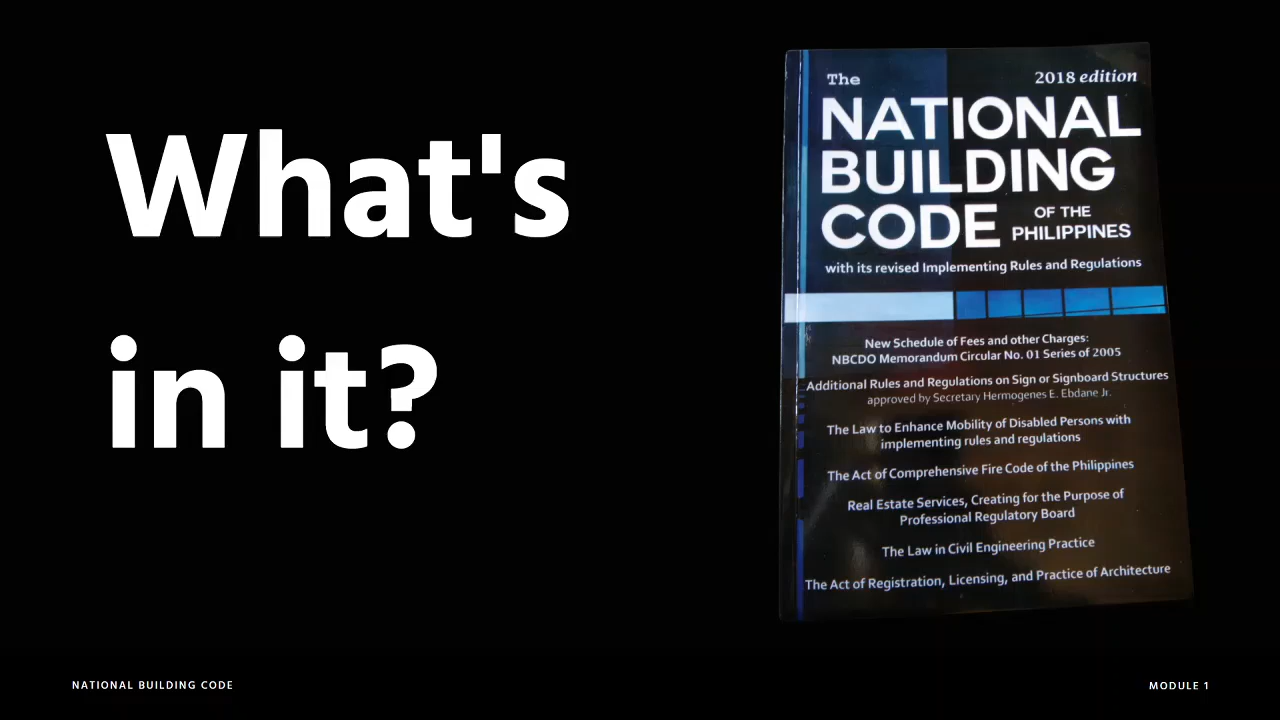 What's
in it?
The
2018 edition
NATIONAL
BUILDING
CODE
OF THE
PHILIPPINES
with its revised Implementing Rules and Regulations
New Schedule of Fees and other Charges:
NBCDO Memorandum Circular No. 01 Series of 2005
Additional Rules and Regulations on Sign or Signboard Structures
approved by Secretary Hermogenes E. Ebdane Jr.
The Law to Enhance Mobility of Disabled Persons with
implementing rules and regulations
The Act of Comprehensive Fire Code of the Philippines
Real Estate Services, Creating for the Purpose of
Professional Regulatory Board
The Law in Civil Engineering Practice
The Act of Registration, Licensing, and Practice of Architecture
NATIONAL BUILDING CODE
MODULE 1